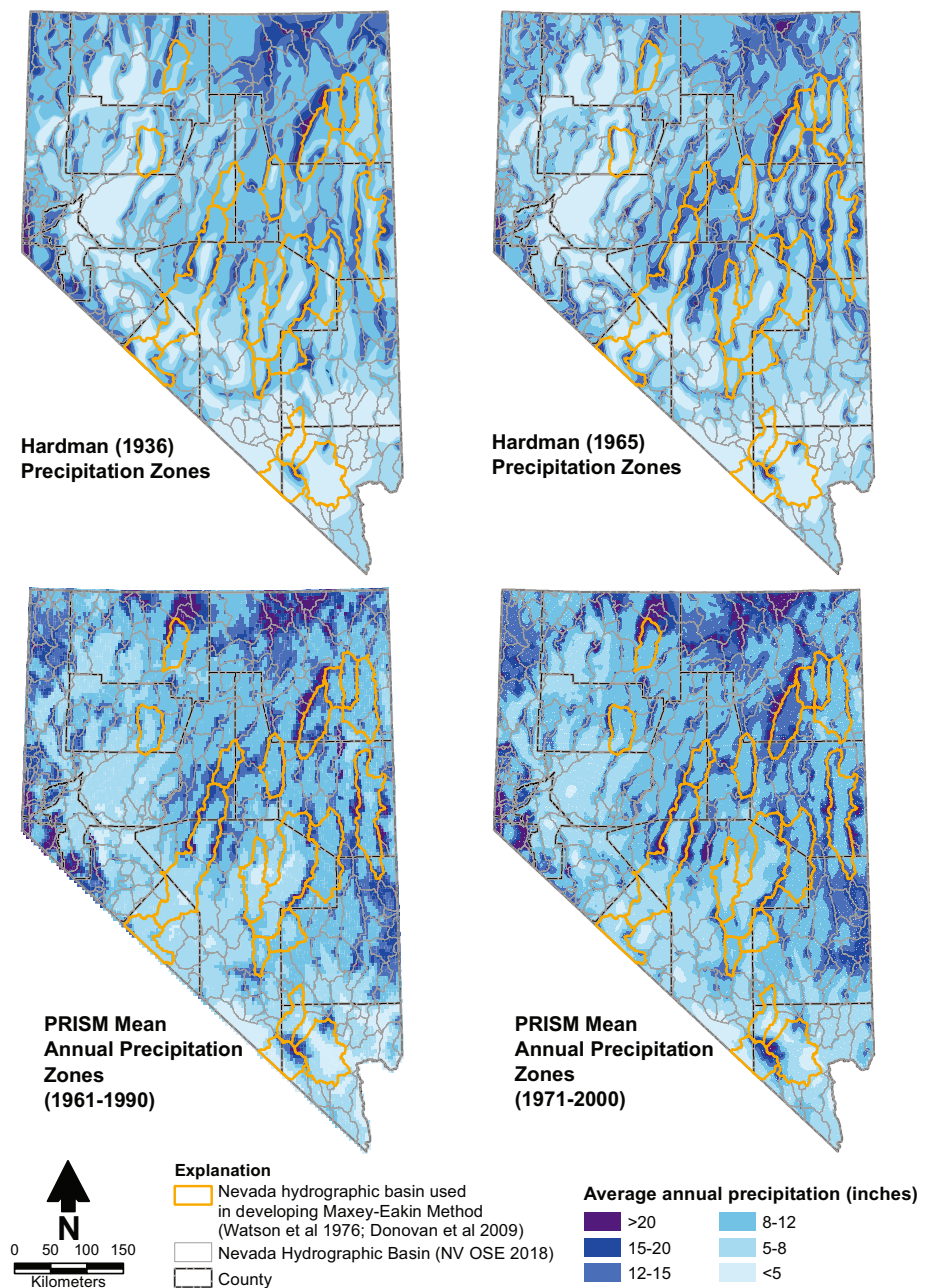 Hardman (1936)
Precipitation Zones
Hardman (1965)
Precipitation Zones
PRISM Mean
Annual Precipitation
Zones
(1961-1990)
PRISM Mean
Annual Precipitation
Zones
(1971-2000)
N
0 50 100 150
Kilometers
Explanation
Nevada hydrographic basin used
in developing Maxey-Eakin Method
(Watson et al 1976; Donovan et al 2009)
Nevada Hydrographic Basin (NV OSE 2018)
County
Average annual precipitation (inches)
>20
15-20
12-15
8-12
5-8
<5